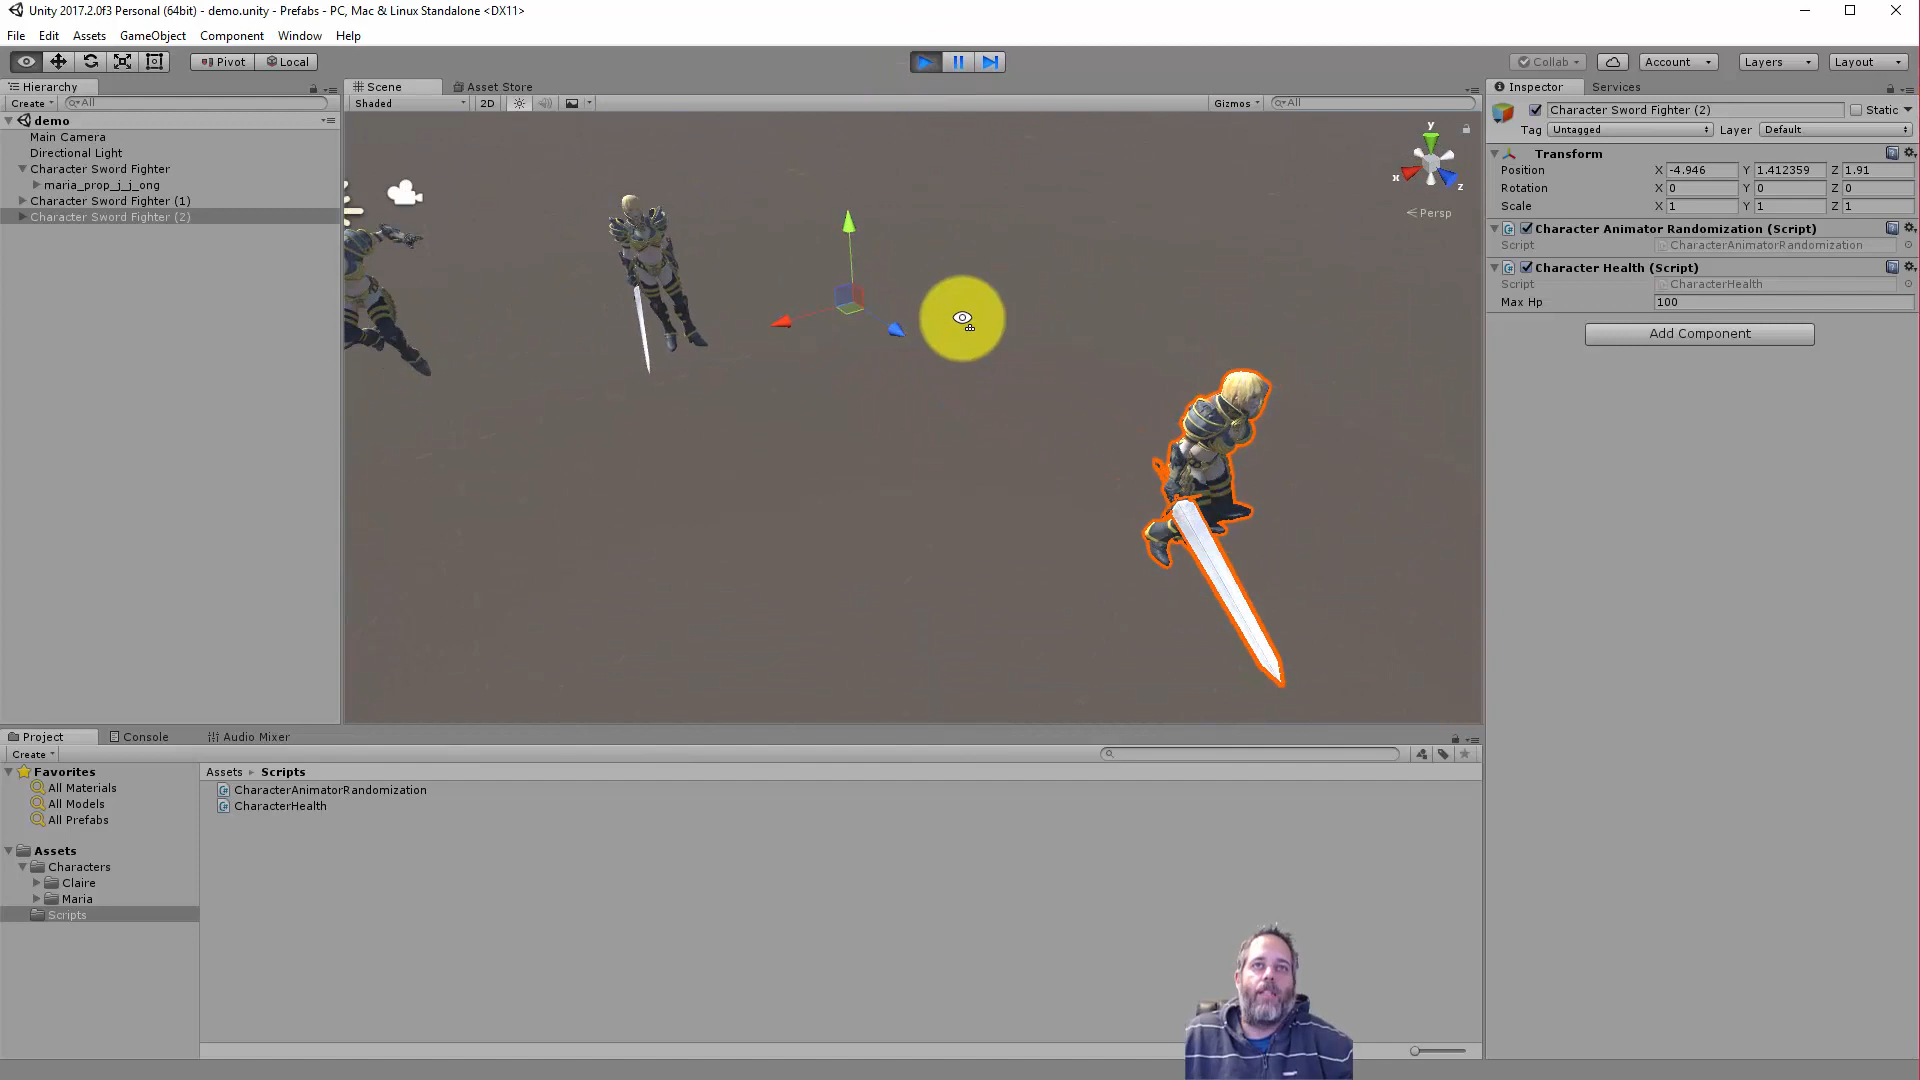 Unity 2017.2.0f3 Personal (64bit) - demo.unity - Prefabs - PC, Mac & Linux Standalone <DX11>
File Edit Assets GameObject Component Window Help
Pivot Local Collab Account Layers Layout
Hierarchy Scene Asset Store Inspector Services
Create All Shaded 2D Gizmos All
Character Sword Fighter (2) Static
Tag Untagged Layer Default
demo
Main Camera
Directional Light
Character Sword Fighter
maria_prop_j_j_ong
Character Sword Fighter (1)
Character Sword Fighter (2)
y
x
z
Persp
Transform
Position X -4.946 Y 1.412359 Z 1.91
Rotation X 0 Y 0 Z 0
Scale X 1 Y 1 Z 1
Character Animator Randomization (Script)
Script CharacterAnimatorRandomization
Character Health (Script)
Script CharacterHealth
Max Hp 100
Add Component
Project Console Audio Mixer
Create
Favorites
All Materials
All Models
All Prefabs
Assets
Characters
Claire
Maria
Scripts
Assets Scripts
CharacterAnimatorRandomization
CharacterHealth